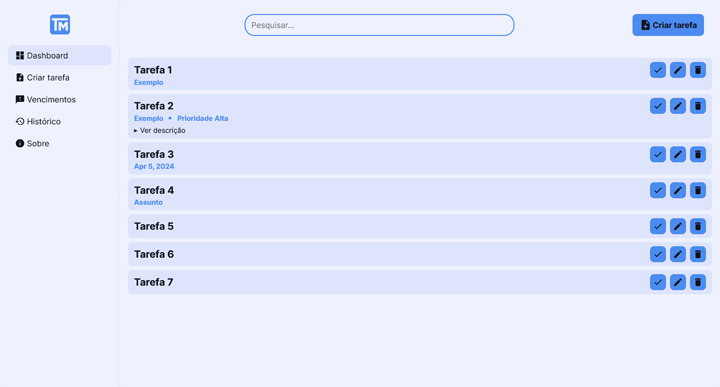 TM
Dashboard
Criar tarefa
Vencimentos
Histórico
Sobre
Pesquisar...
Criar tarefa
Tarefa 1
Exemplo
Tarefa 2
Exemplo • Prioridade Alta
▸ Ver descrição
Tarefa 3
Apr 5, 2024
Tarefa 4
Assunto
Tarefa 5
Tarefa 6
Tarefa 7